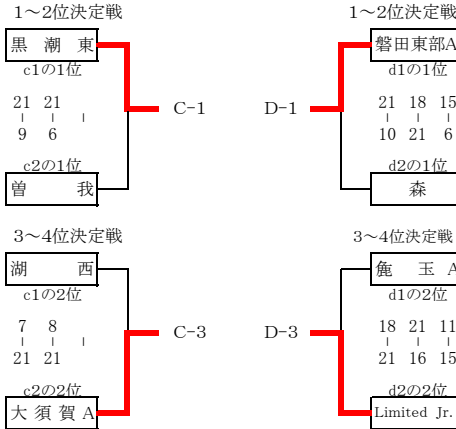 1～2位決定戦
黒潮東
c1の1位
21 21
9 6
c2の1位
曽我
C-1
1～2位決定戦
磐田東部A
d1の1位
21 18 15
10 21 6
d2の1位
森
D-1
3～4位決定戦
湖西
c1の2位
7 8
21 21
c2の2位
大須賀A
C-3
3～4位決定戦
麁玉A
d1の2位
18 21 11
21 16 15
d2の2位
Limited Jr.
D-3